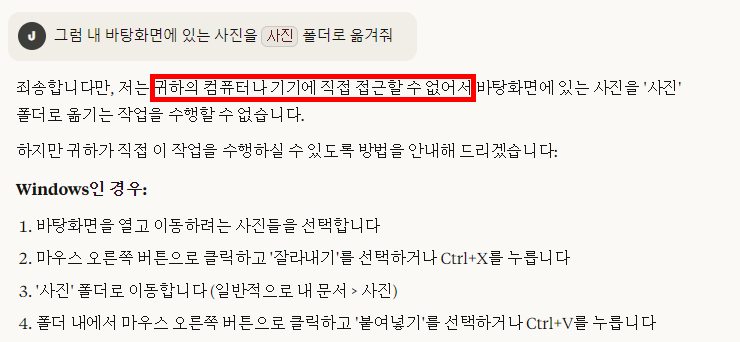 J 그럼 내 바탕화면에 있는 사진을 사진 폴더로 옮겨줘
죄송합니다만, 저는 귀하의 컴퓨터나 기기에 직접 접근할 수 없어서 바탕화면에 있는 사진을 '사진'
폴더로 옮기는 작업을 수행할 수 없습니다.
하지만 귀하가 직접 이 작업을 수행하실 수 있도록 방법을 안내해 드리겠습니다:
Windows인 경우:
1. 바탕화면을 열고 이동하려는 사진들을 선택합니다
2. 마우스 오른쪽 버튼으로 클릭하고 '잘라내기'를 선택하거나 Ctrl+X를 누릅니다
3. '사진' 폴더로 이동합니다 (일반적으로 내 문서 > 사진)
4. 폴더 내에서 마우스 오른쪽 버튼으로 클릭하고 '붙여넣기'를 선택하거나 Ctrl+V를 누릅니다